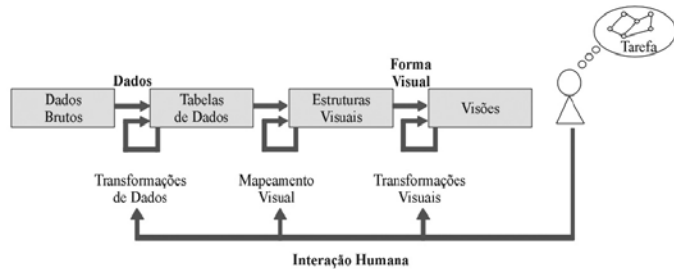 Tarefa
Dados
Forma
Visual
Dados
Brutos
Tabelas
de Dados
Estruturas
Visuais
Visões
Transformações
de Dados
Mapeamento
Visual
Transformações
Visuais
Interação Humana